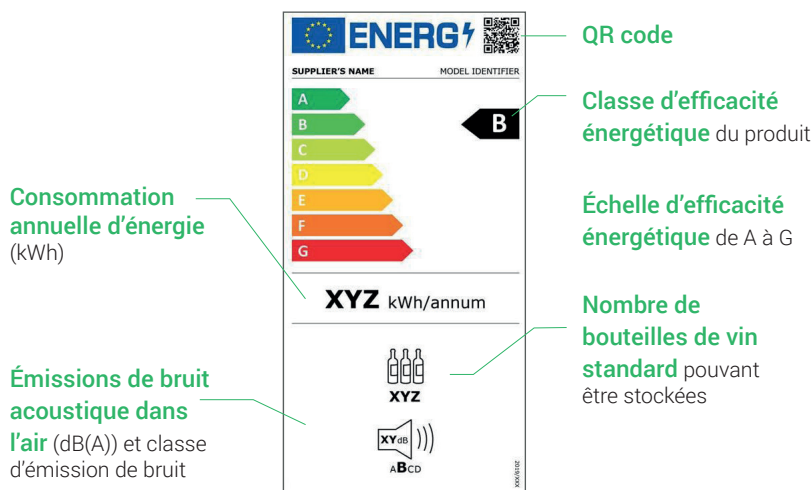 ENERG
SUPPLIER'S NAME
MODEL IDENTIFIER
A
B
C
D
E
F
G
B
XYZ kWh/annum
XYZ
XY dB
ABCD
2019/XXX
QR code
Classe d'efficacité
énergétique du produit
Échelle d'efficacité
énergétique de A à G
Nombre de
bouteilles de vin
standard pouvant
être stockées
Consommation
annuelle d'énergie
(kWh)
Émissions de bruit
acoustique dans
l'air (dB(A)) et classe
d'émission de bruit